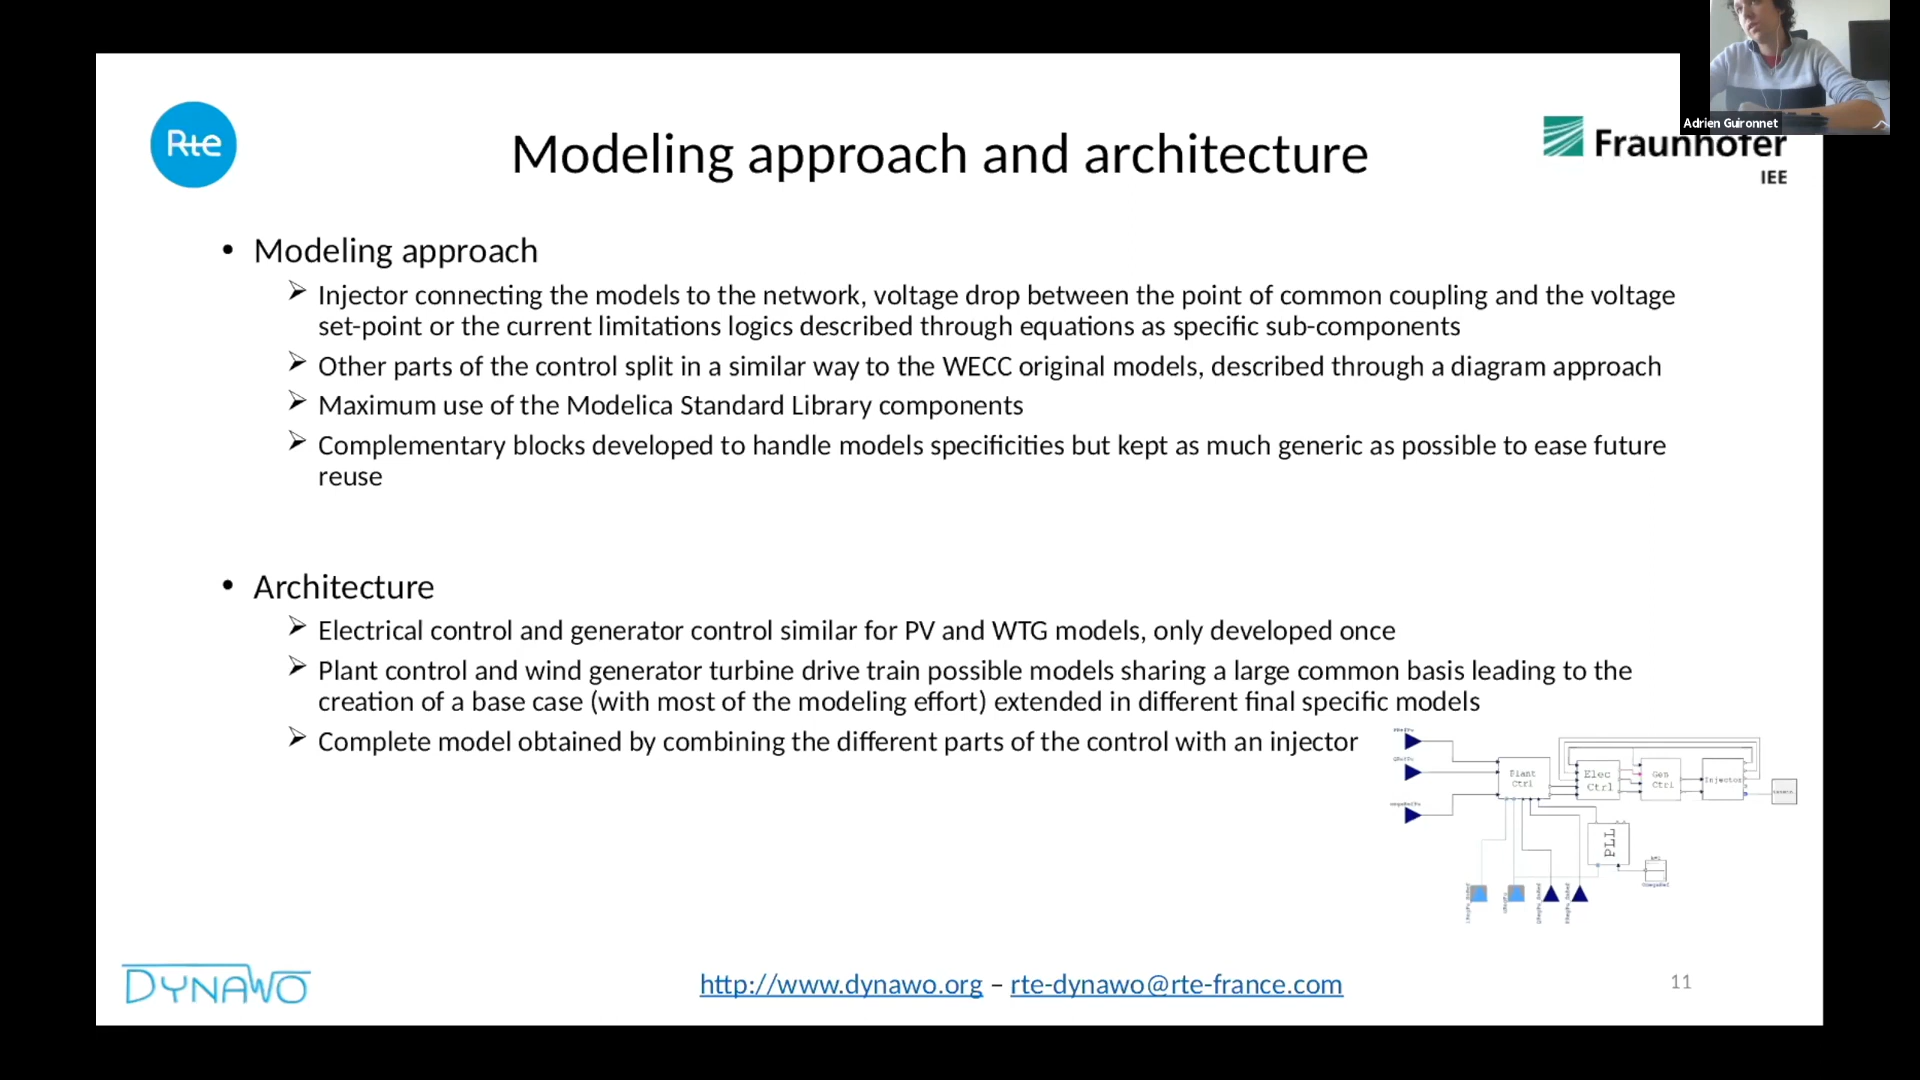 Adrien Guironnet
Rte
Modeling approach and architecture
Fraunhofer
IEE
• Modeling approach
➢ Injector connecting the models to the network, voltage drop between the point of common coupling and the voltage
set-point or the current limitations logics described through equations as specific sub-components
➢ Other parts of the control split in a similar way to the WECC original models, described through a diagram approach
➢ Maximum use of the Modelica Standard Library components
➢ Complementary blocks developed to handle models specificities but kept as much generic as possible to ease future
reuse
• Architecture
➢ Electrical control and generator control similar for PV and WTG models, only developed once
➢ Plant control and wind generator turbine drive train possible models sharing a large common basis leading to the
creation of a base case (with most of the modeling effort) extended in different final specific models
➢ Complete model obtained by combining the different parts of the control with an injector
Plant
Ctrl
Elec
Ctrl
Gen
Ctrl
Injector
PLL
DYNAWO
http://www.dynawo.org – rte-dynawo@rte-france.com
11